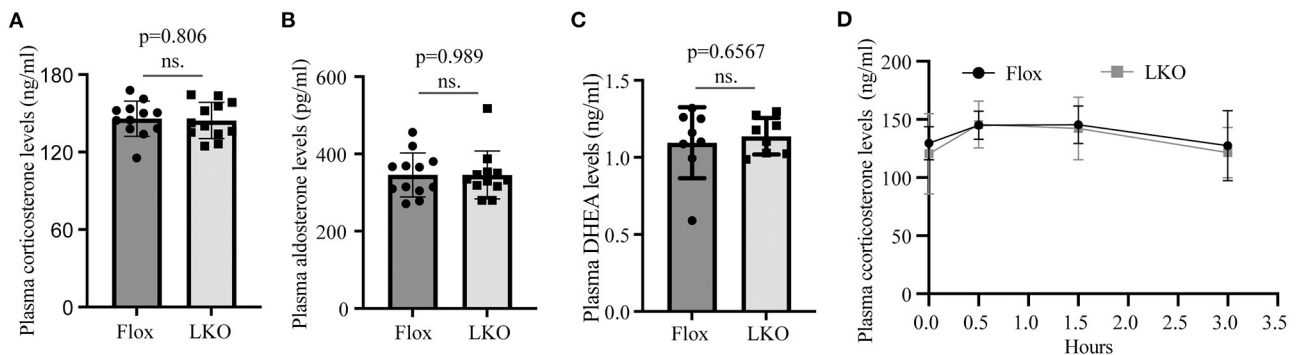 A
Plasma corticosterone levels (ng/ml)
p=0.806
ns.
180
120
60
0
Flox
LKO
B
Plasma aldosterone levels (pg/ml)
p=0.989
ns.
600
400
200
0
Flox
LKO
C
Plasma DHEA levels (ng/ml)
p=0.6567
ns.
1.5
1.0
0.5
0.0
Flox
LKO
D
Plasma ccorticosterone levels (ng/ml)
200
150
100
50
0
Flox
LKO
0.0 0.5 1.0 1.5 2.0 2.5 3.0 3.5
Hours